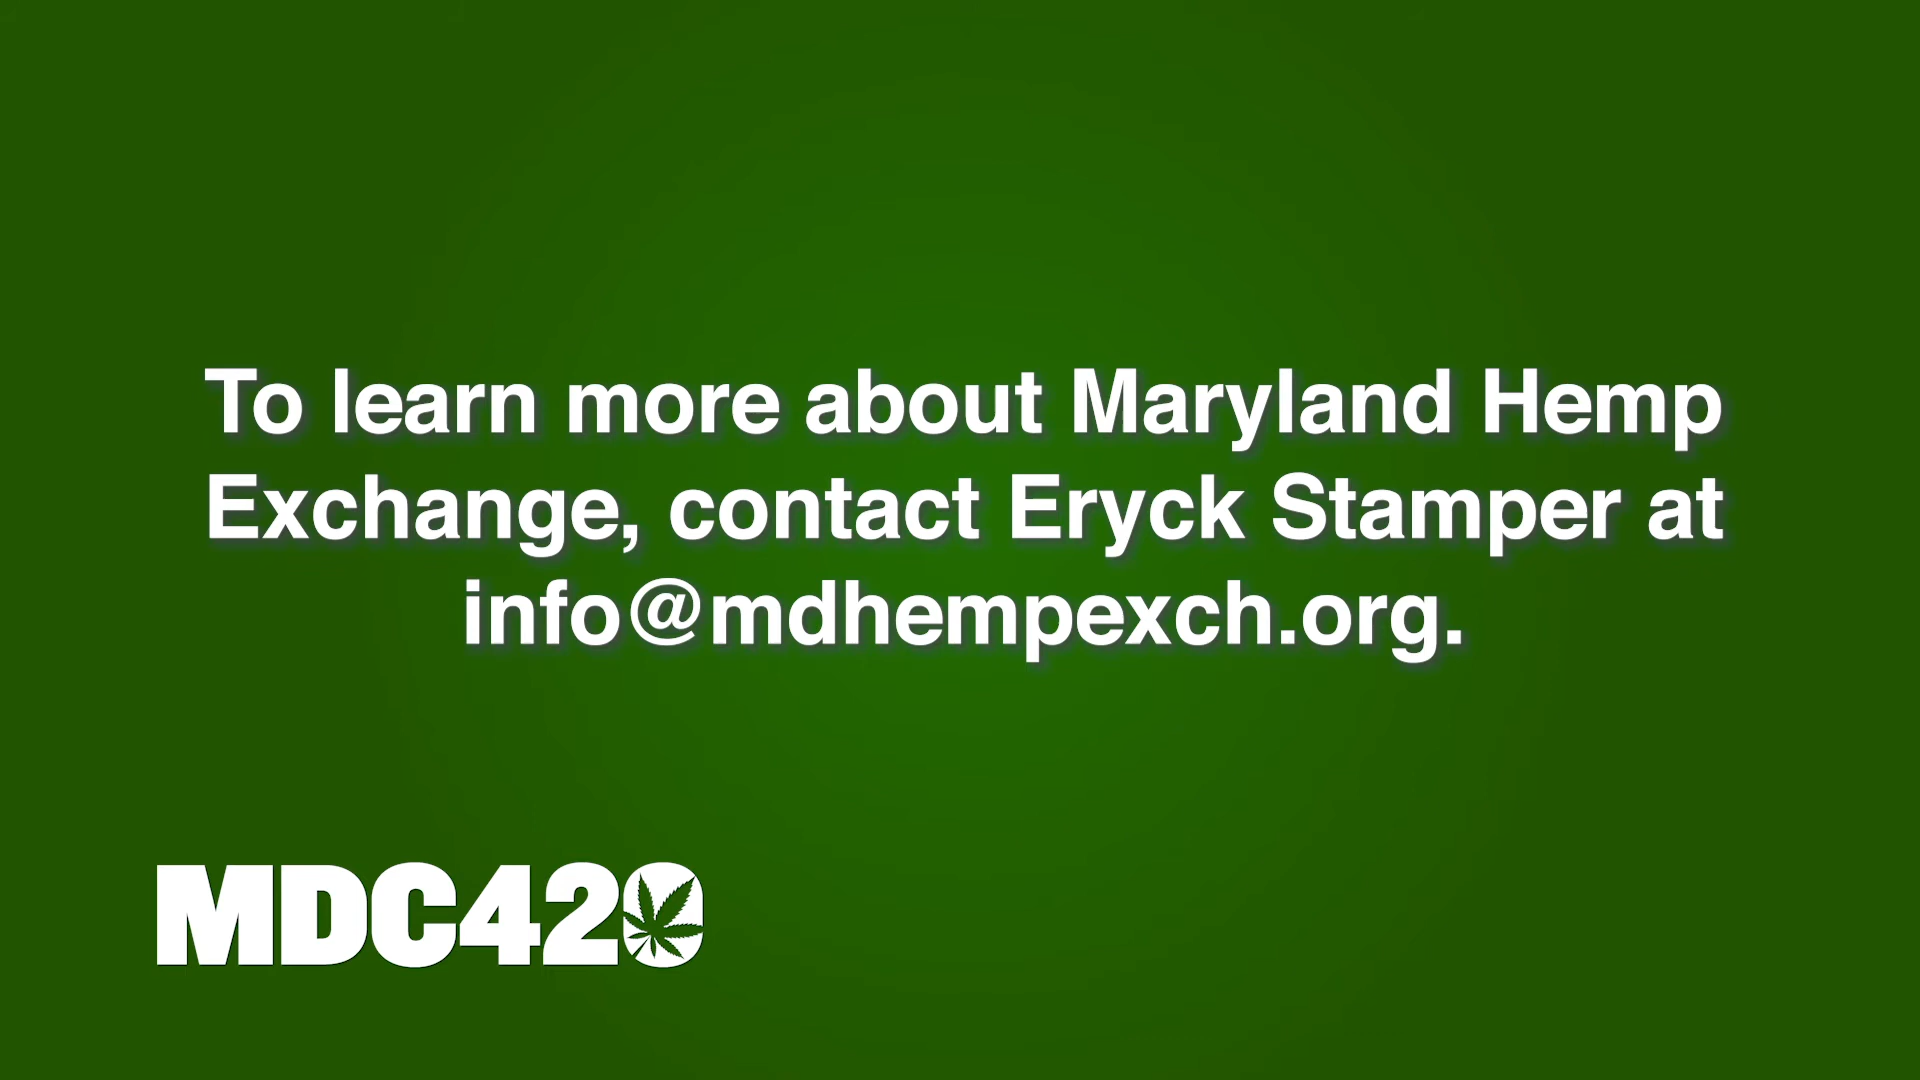 To learn more about Maryland Hemp
Exchange, contact Eryck Stamper at
info@mdhempexch.org.
MDC420